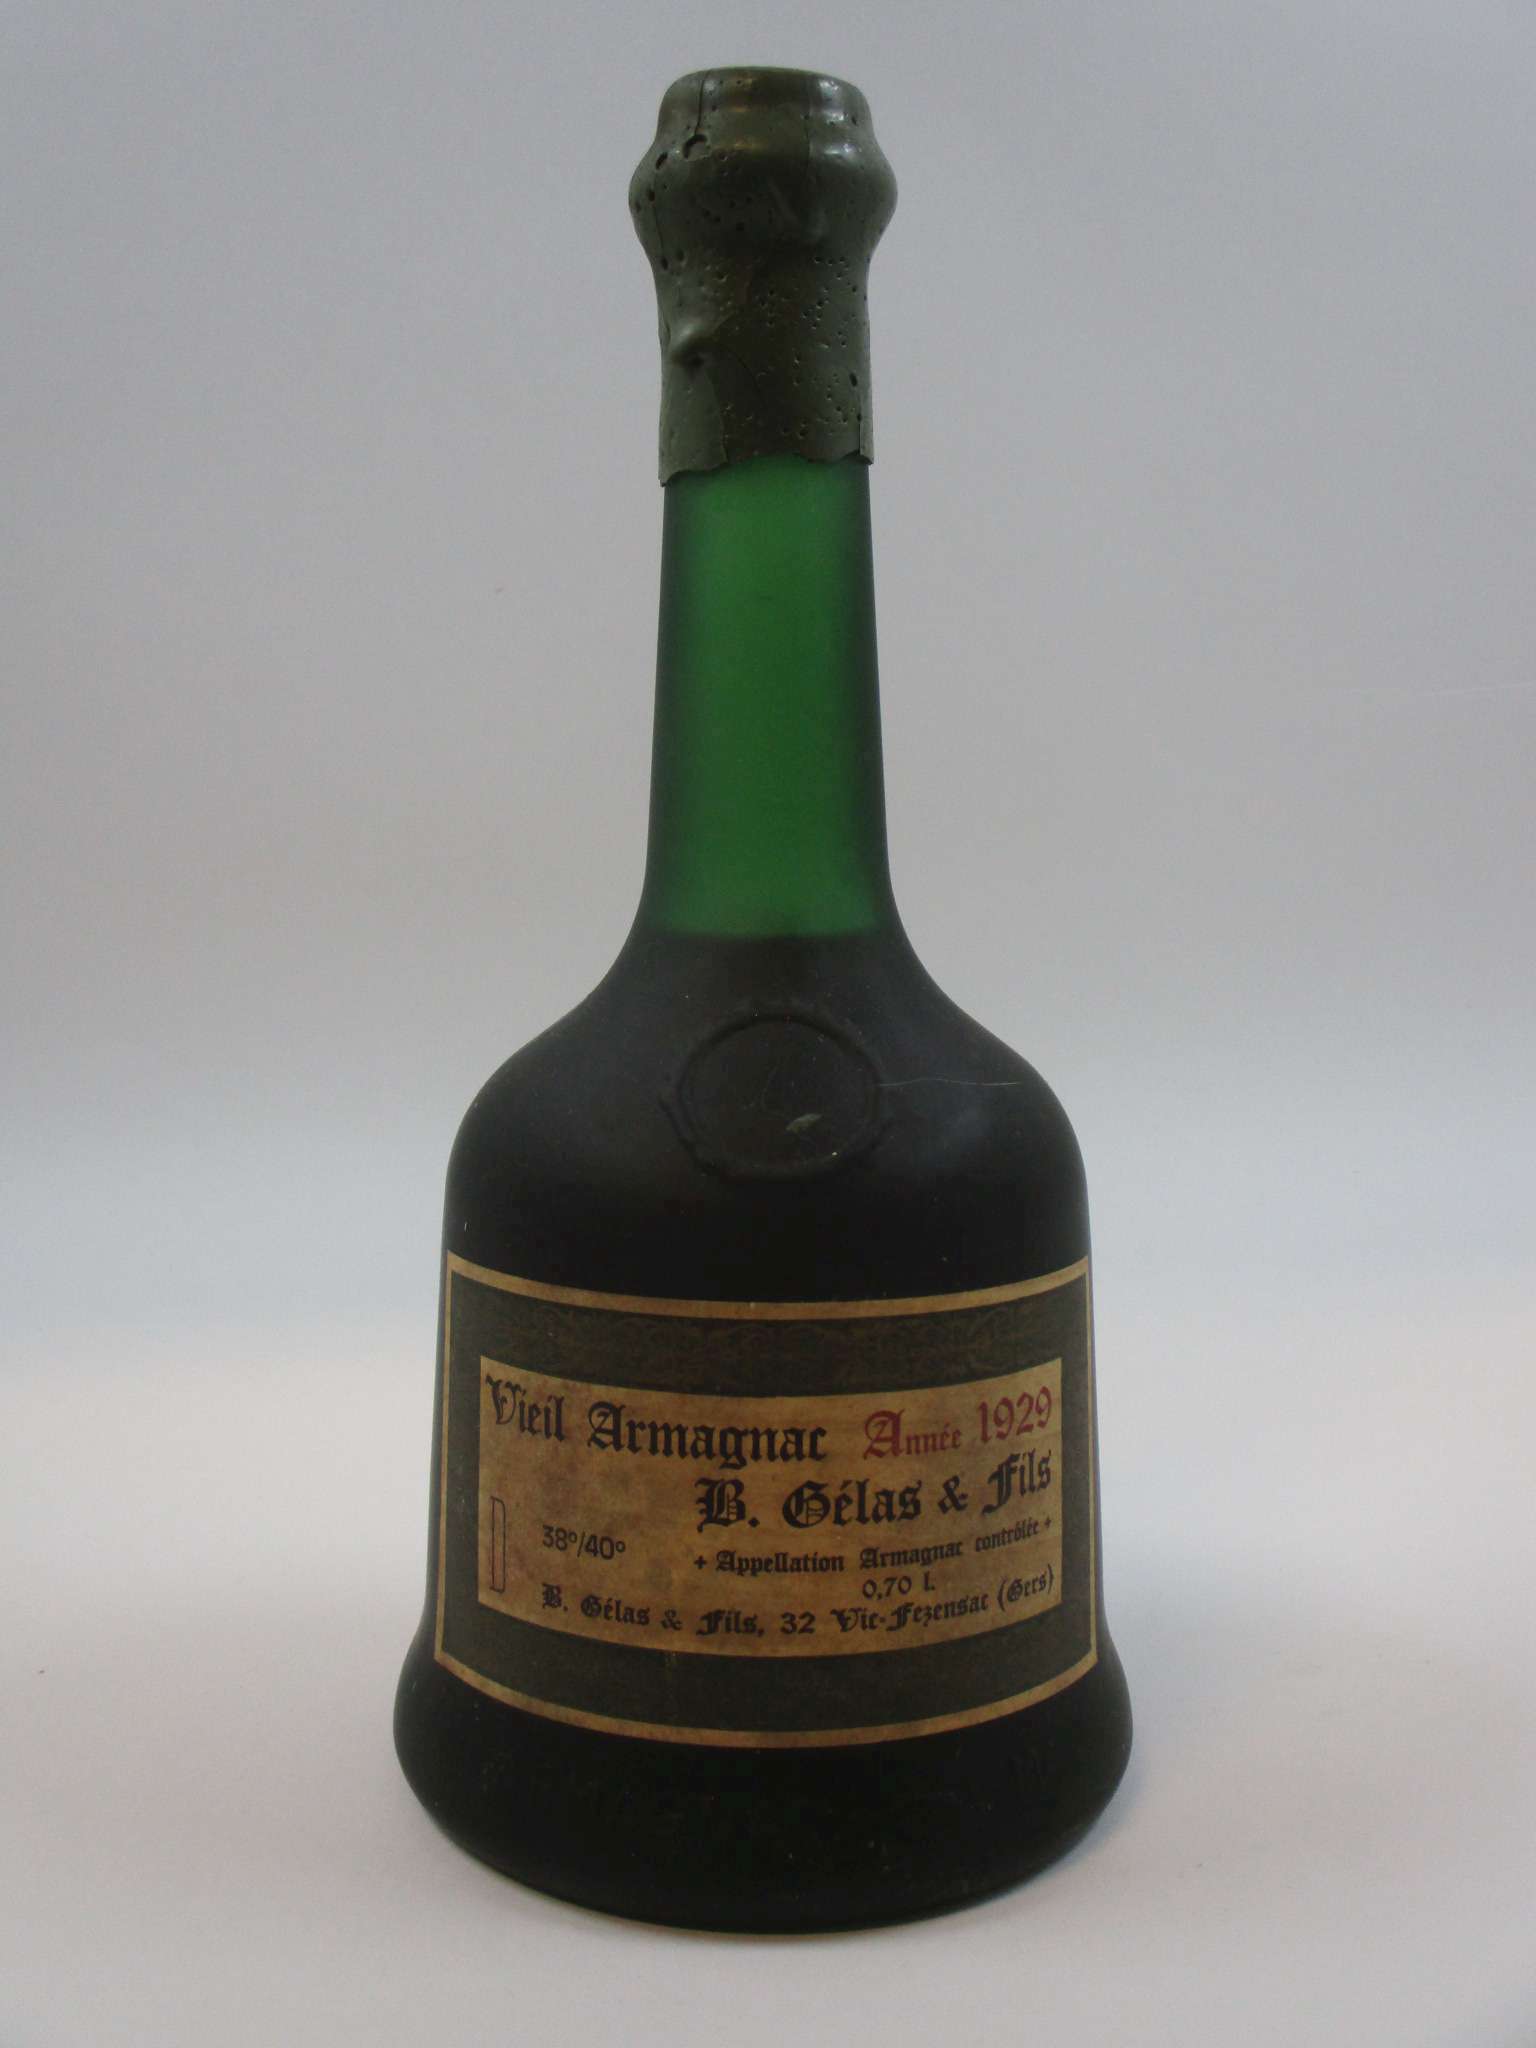 Vieil Armagnac Année 1929
B. Gélas & Fils
38°/40°
+ Appellation Armagnac contrôlée +
0,70 l.
B. Gélas & Fils, 32 Vic-Fezensac (Gers)